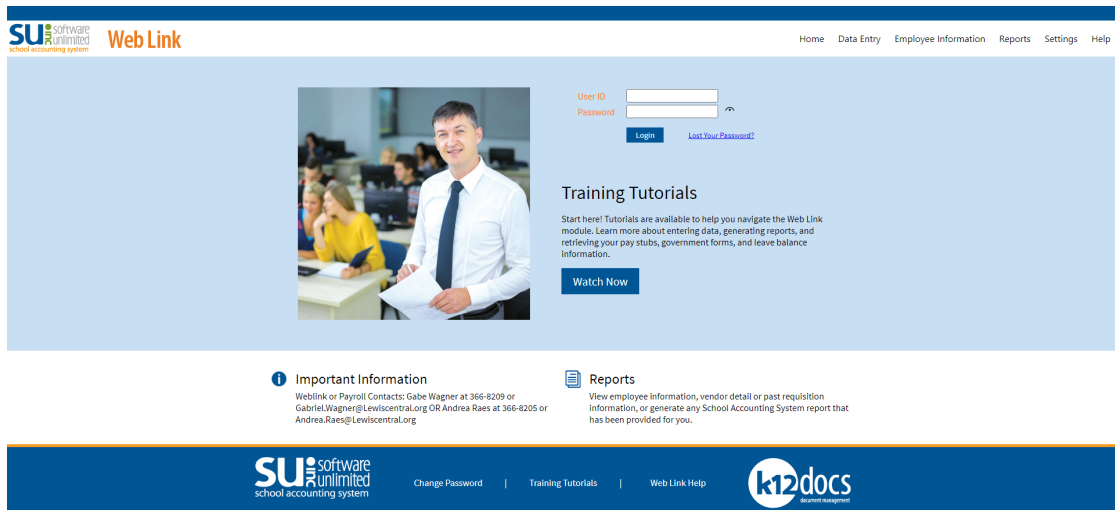 SUinc software unlimited
school accounting system
Web Link
Home Data Entry Employee Information Reports Settings Help
User ID
Password
Login Lost Your Password?
Training Tutorials
Start here! Tutorials are available to help you navigate the Web Link
module. Learn more about entering data, generating reports, and
retrieving your pay stubs, government forms, and leave balance
information.
Watch Now
Important Information
Weblink or Payroll Contacts: Gabe Wagner at 366-8209 or
Gabriel.Wagner@Lewiscentral.org OR Andrea Raes at 366-8205 or
Andrea.Raes@Lewiscentral.org
Reports
View employee information, vendor detail or past requisition
information, or generate any School Accounting System report that
has been provided for you.
SUinc software unlimited
school accounting system
Change Password | Training Tutorials | Web Link Help
k12docs
document management